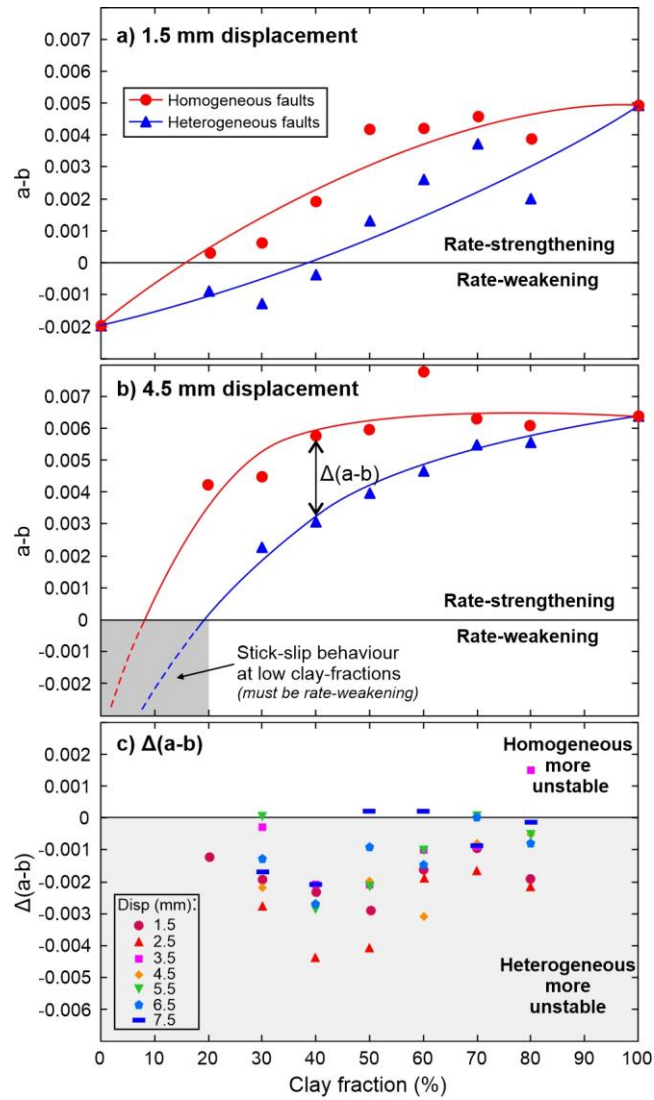 a) 1.5 mm displacement
0.007
0.006
0.005
0.004
0.003
0.002
0.001
0
-0.001
-0.002
a-b
Homogeneous faults
Heterogeneous faults
Rate-strengthening
Rate-weakening
b) 4.5 mm displacement
0.007
0.006
0.005
0.004
0.003
0.002
0.001
0
-0.001
-0.002
a-b
Δ(a-b)
Rate-strengthening
Rate-weakening
Stick-slip behaviour
at low clay-fractions
(must be rate-weakening)
c) Δ(a-b)
0.002
0.001
0
-0.001
-0.002
-0.003
-0.004
-0.005
-0.006
Δ(a-b)
Homogeneous
more
unstable
Disp (mm):
1.5
2.5
3.5
4.5
5.5
6.5
7.5
Heterogeneous
more
unstable
0 10 20 30 40 50 60 70 80 90 100
Clay fraction (%)